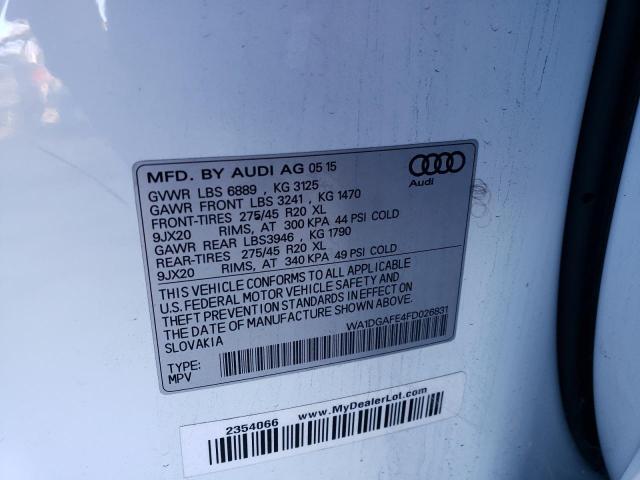 MFD. BY AUDI AG 05 15
Audi
GVWR LBS 6889 , KG 3125
GAWR FRONT LBS 3241 , KG 1470
FRONT-TIRES 275/45 R20 XL
9JX20 RIMS, AT 300 KPA 44 PSI COLD
GAWR REAR LBS3946 , KG 1790
REAR-TIRES 275/45 R20 XL
9JX20 RIMS, AT 340 KPA 49 PSI COLD
THIS VEHICLE CONFORMS TO ALL APPLICABLE
U.S. FEDERAL MOTOR VEHICLE SAFETY AND
THEFT PREVENTION STANDARDS IN EFFECT ON
THE DATE OF MANUFACTURE SHOWN ABOVE.
SLOVAKIA
WA1DGAFE4FD026831
TYPE:
MPV
2354066 www.MyDealerLot.com